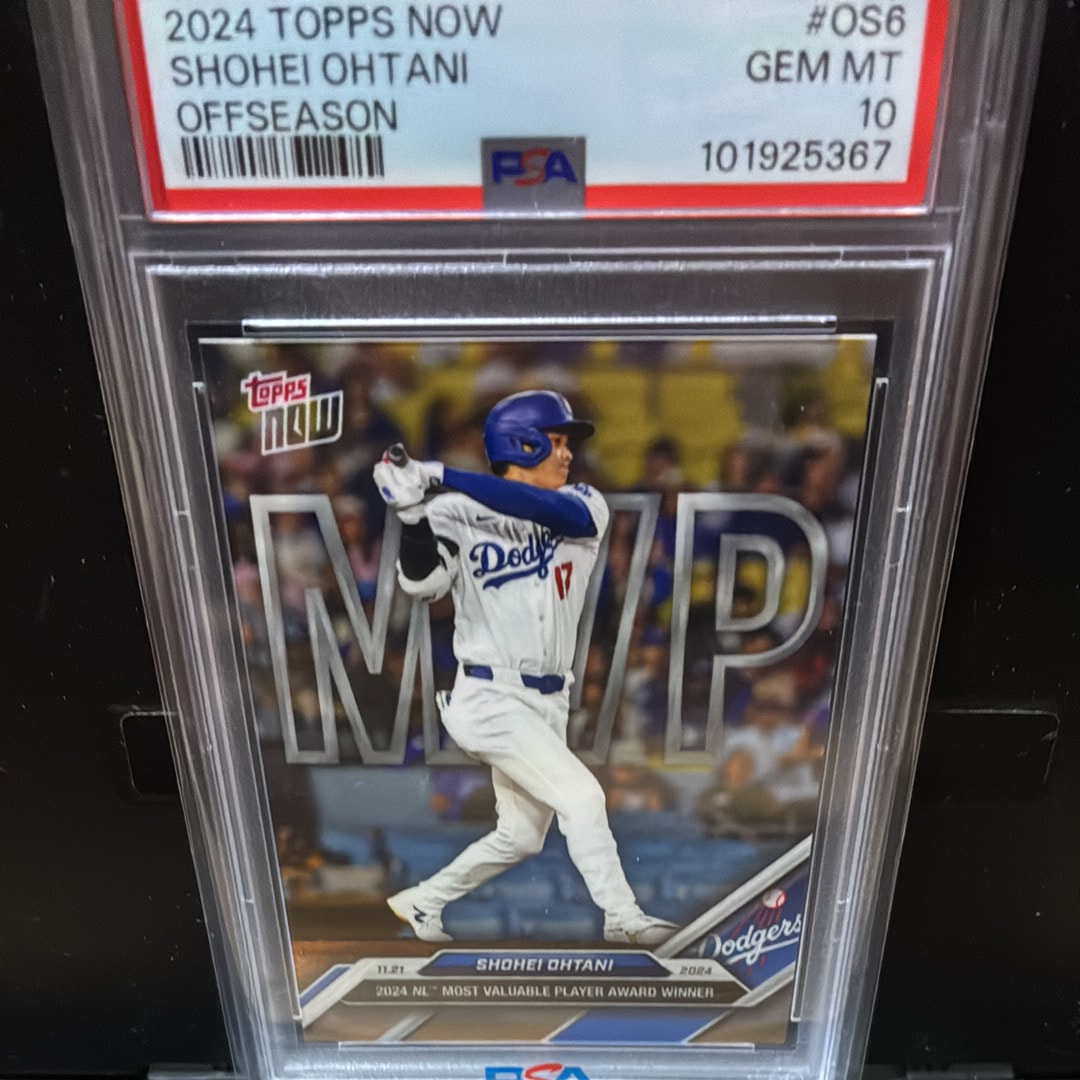 2024 TOPPS NOW #OS6
SHOHEI OHTANI GEM MT
OFFSEASON 10
PSA 101925367
topps
now
MVP
Dodgers
17
Dodgers
SHOHEI OHTANI
11.21 2024
2024 NL™ MOST VALUABLE PLAYER AWARD WINNER
PSA